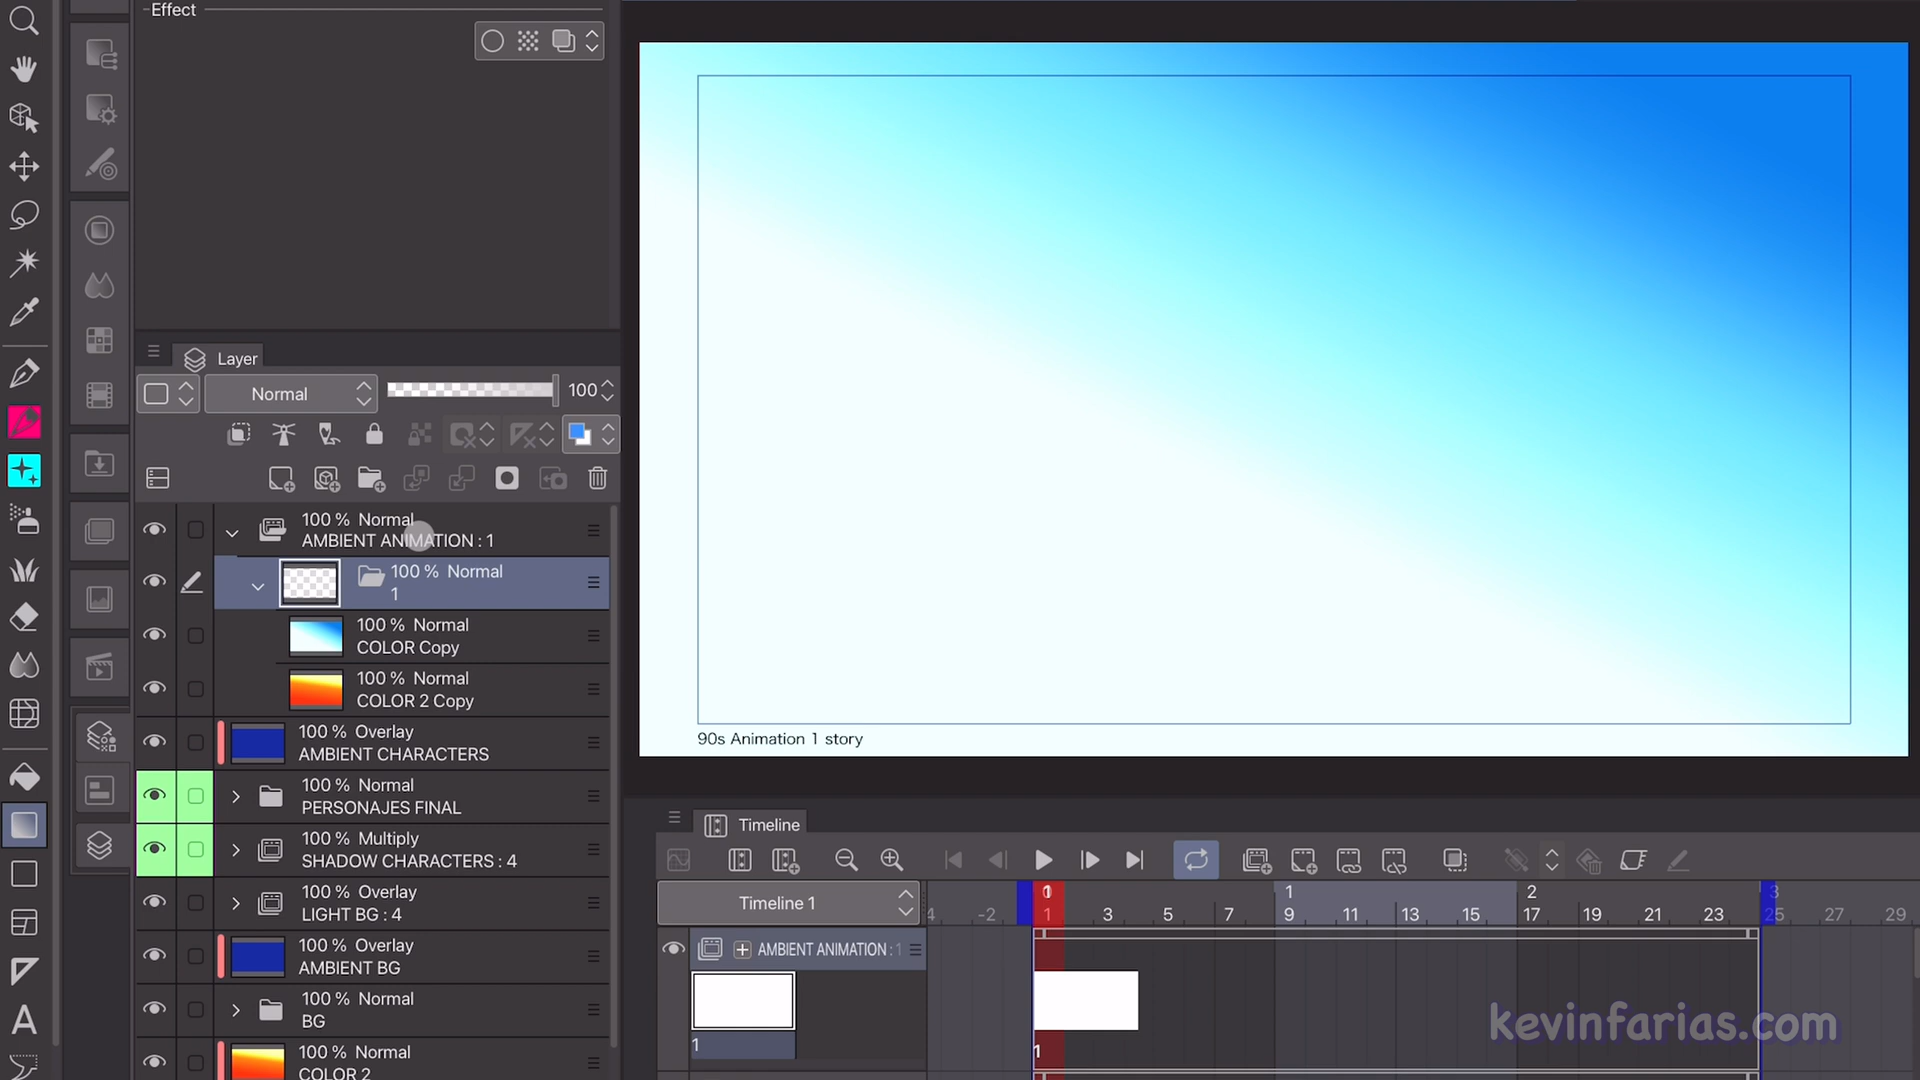 Effect
Layer
Normal
100
100 % Normal
AMBIENT ANIMATION : 1
100 % Normal
1
100 % Normal
COLOR Copy
100 % Normal
COLOR 2 Copy
100 % Overlay
AMBIENT CHARACTERS
100 % Normal
PERSONAJES FINAL
100 % Multiply
SHADOW CHARACTERS : 4
100 % Overlay
LIGHT BG : 4
100 % Overlay
AMBIENT BG
100 % Normal
BG
100 % Normal
COLOR 2
90s Animation 1 story
Timeline
Timeline 1
1 2 3
4 -2 1 3 5 7 9 11 13 15 17 19 21 23 25 27 29
AMBIENT ANIMATION : 1
1
1
kevinfarias.com